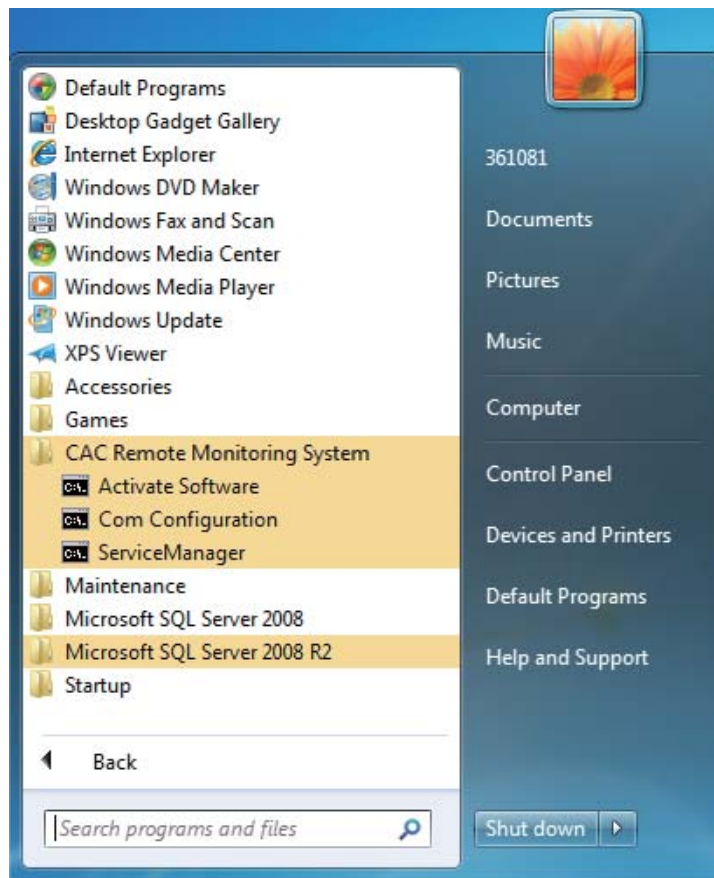 Default Programs
Desktop Gadget Gallery
Internet Explorer
Windows DVD Maker
Windows Fax and Scan
Windows Media Center
Windows Media Player
Windows Update
XPS Viewer
Accessories
Games
CAC Remote Monitoring System
Activate Software
Com Configuration
ServiceManager
Maintenance
Microsoft SQL Server 2008
Microsoft SQL Server 2008 R2
Startup
Back
Search programs and files
361081
Documents
Pictures
Music
Computer
Control Panel
Devices and Printers
Default Programs
Help and Support
Shut down